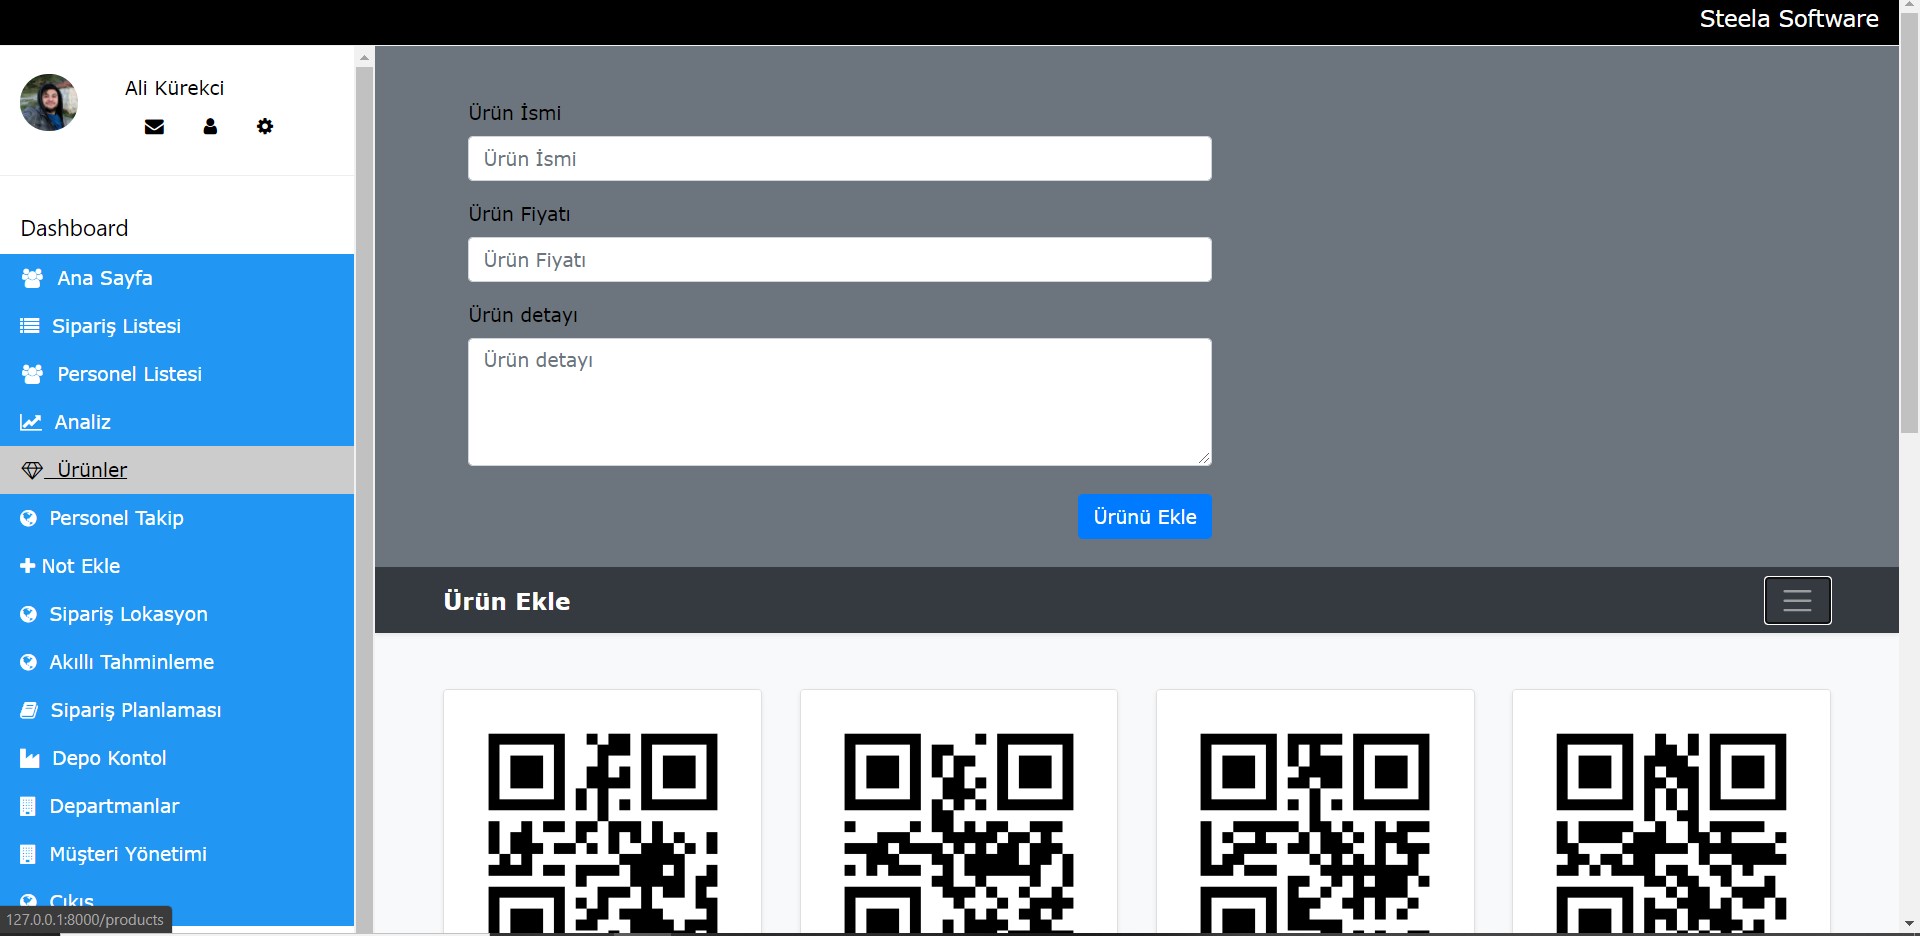 Steela Software
Ali Kürekci
Dashboard
Ana Sayfa
Sipariş Listesi
Personel Listesi
Analiz
Ürünler
Personel Takip
Not Ekle
Sipariş Lokasyon
Akıllı Tahminleme
Sipariş Planlaması
Depo Kontol
Departmanlar
Müşteri Yönetimi
Çıkış
127.0.0.1:8000/products
Ürün İsmi
Ürün İsmi
Ürün Fiyatı
Ürün Fiyatı
Ürün detayı
Ürün detayı
Ürünü Ekle
Ürün Ekle